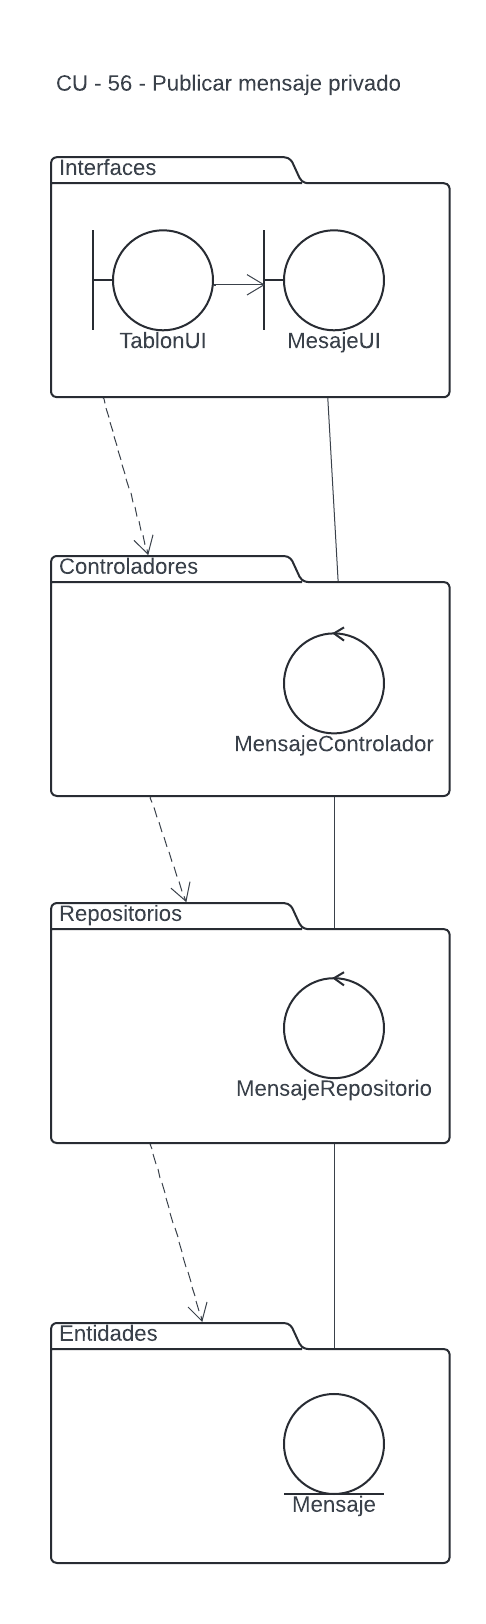 CU - 56 - Publicar mensaje privado
Interfaces
TablonUI
MesajeUI
Controladores
MensajeControlador
Repositorios
MensajeRepositorio
Entidades
Mensaje